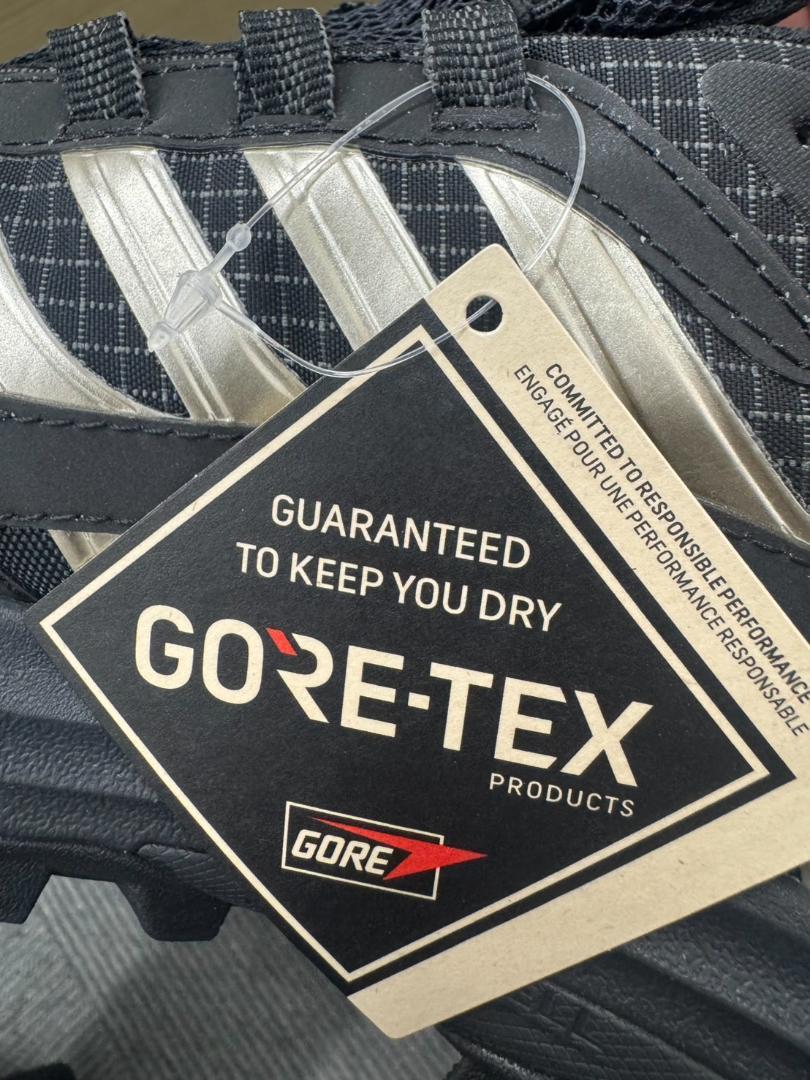 COMMITTED TO RESPONSIBLE PERFORMANCE
ENGAGÉ POUR UNE PERFORMANCE RESPONSABLE
GUARANTEED
TO KEEP YOU DRY
GORE-TEX
PRODUCTS
GORE